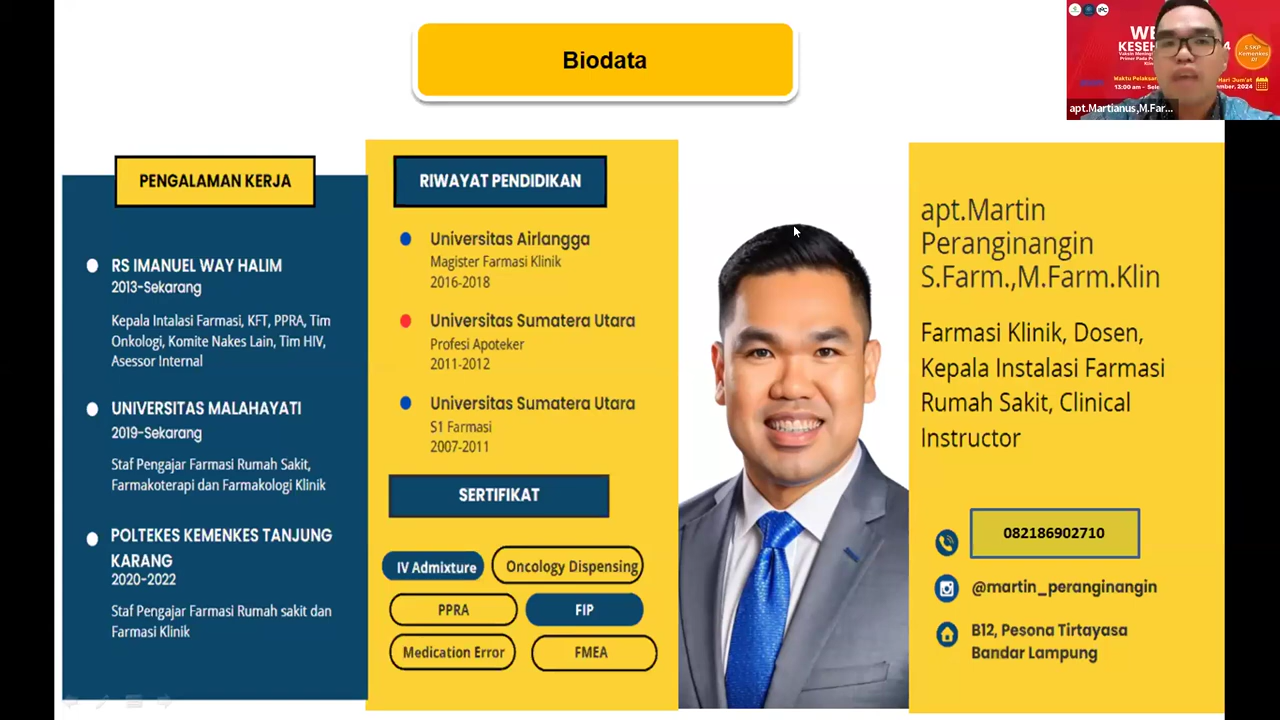 Biodata
PENGALAMAN KERJA
RS IMANUEL WAY HALIM
2013-Sekarang
Kepala Intalasi Farmasi, KFT, PPRA, Tim
Onkologi, Komite Nakes Lain, Tim HIV,
Asessor Internal
UNIVERSITAS MALAHAYATI
2019-Sekarang
Staf Pengajar Farmasi Rumah Sakit,
Farmakoterapi dan Farmakologi Klinik
POLTEKES KEMENKES TANJUNG
KARANG
2020-2022
Staf Pengajar Farmasi Rumah sakit dan
Farmasi Klinik
RIWAYAT PENDIDIKAN
Universitas Airlangga
Magister Farmasi Klinik
2016-2018
Universitas Sumatera Utara
Profesi Apoteker
2011-2012
Universitas Sumatera Utara
S1 Farmasi
2007-2011
SERTIFIKAT
IV Admixture
Oncology Dispensing
PPRA
FIP
Medication Error
FMEA
apt.Martin
Peranginangin
S.Farm.,M.Farm.Klin
Farmasi Klinik, Dosen,
Kepala Instalasi Farmasi
Rumah Sakit, Clinical
Instructor
082186902710
@martin_peranginangin
B12, Pesona Tirtayasa
Bandar Lampung
apt.Martianus,M.Far...